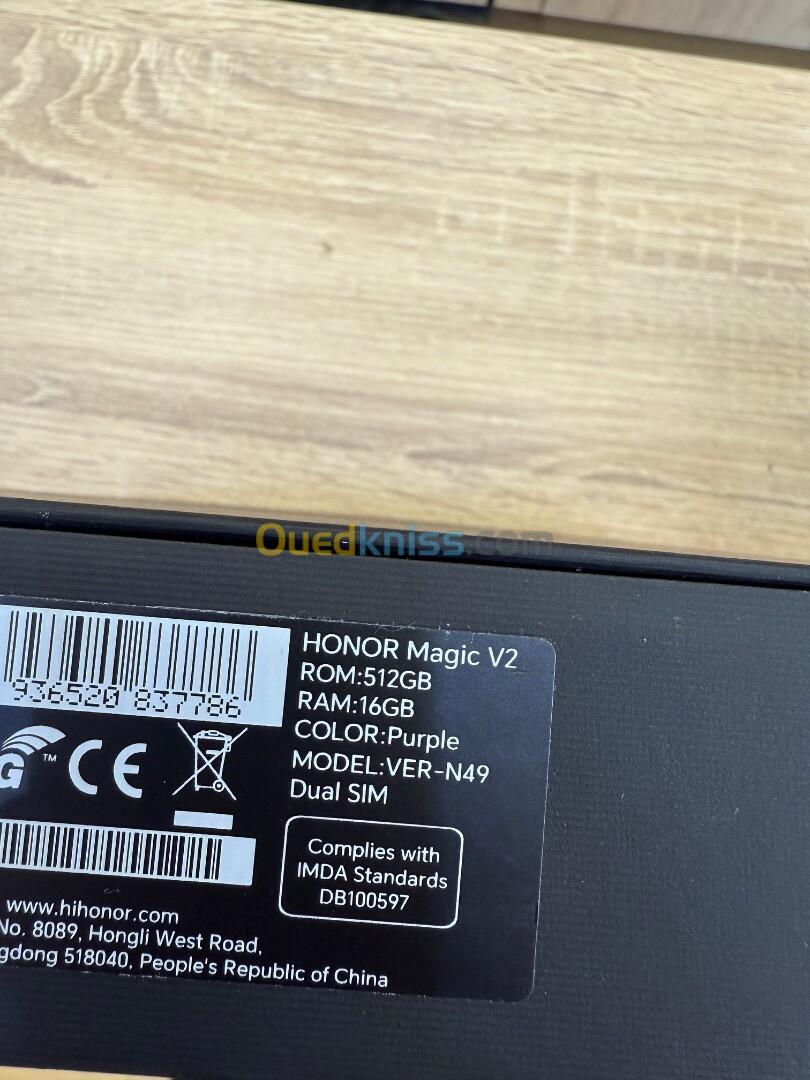 Ouedkniss.com
936520 837786
HONOR Magic V2
ROM:512GB
RAM:16GB
COLOR:Purple
MODEL:VER-N49
Dual SIM
G ™ CE
Complies with
IMDA Standards
DB100597
www.hihonor.com
No. 8089, Hongli West Road,
gdong 518040, People's Republic of China